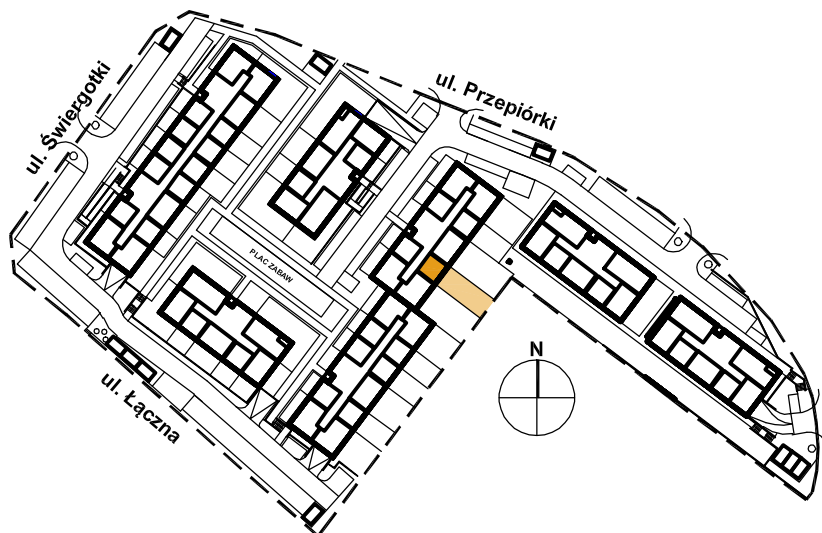 ul. Świergotki
ul. Przepiórki
PLAC ZABAW
N
ul. Łączna